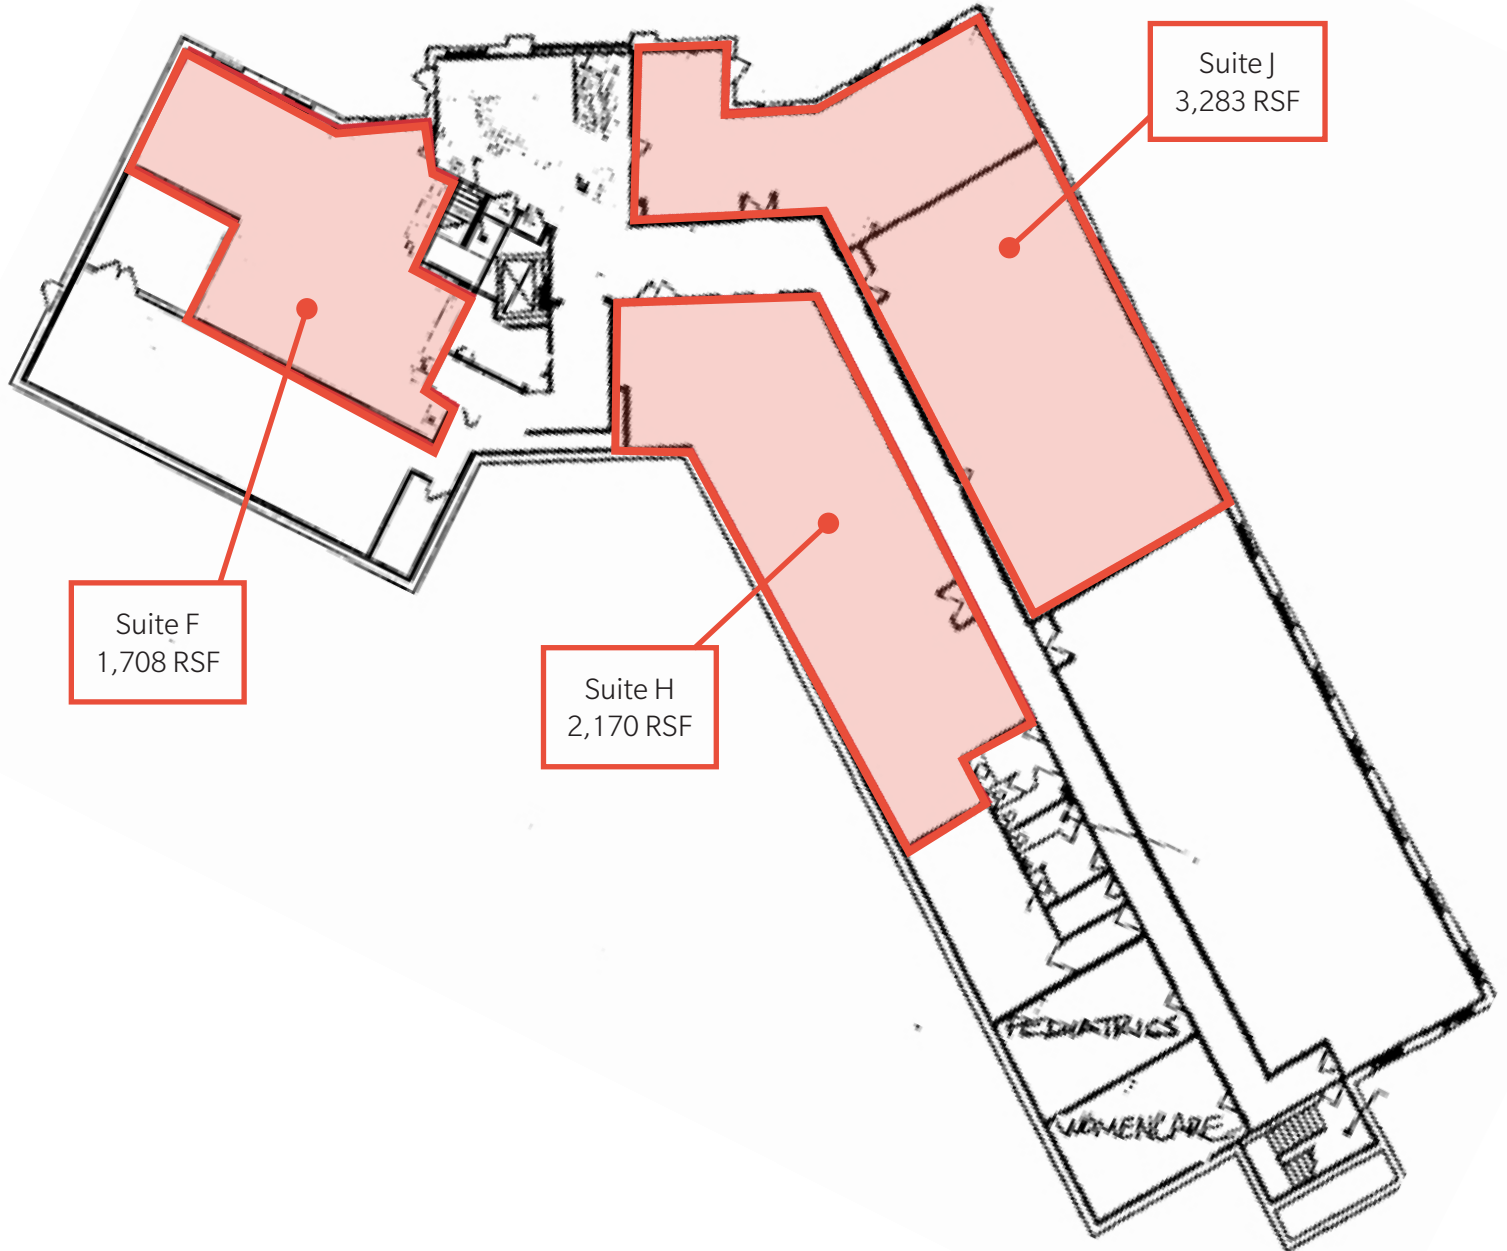 Suite J
3,283 RSF
Suite F
1,708 RSF
Suite H
2,170 RSF
PEDIATRICS
WOMENCARE